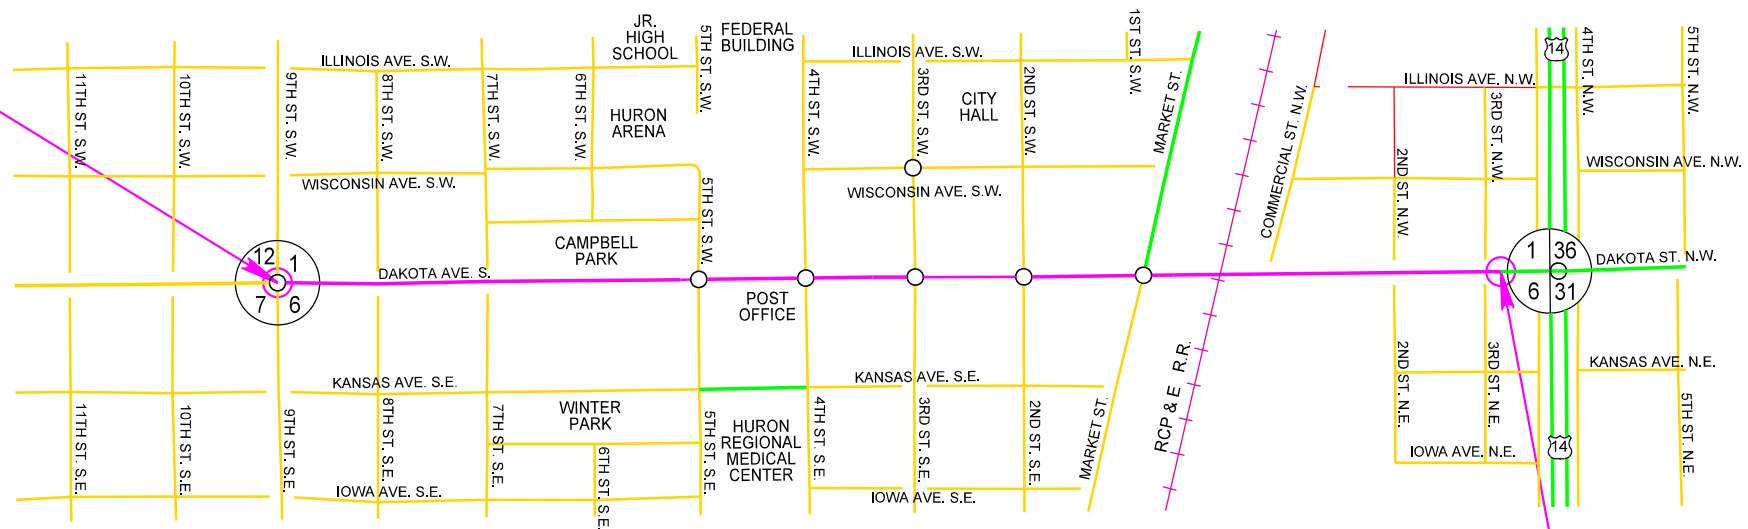 JR.
HIGH
SCHOOL
5TH ST. S.W.
FEDERAL
BUILDING
1ST ST. S.W.
ILLINOIS AVE. S.W.
ILLINOIS AVE. S.W.
14
4TH ST. N.W.
5TH ST. N.W.
11TH ST. S.W.
10TH ST. S.W.
9TH ST. S.W.
8TH ST. S.W.
7TH ST. S.W.
6TH ST. S.W.
HURON
ARENA
4TH ST. S.W.
3RD ST. S.W.
CITY
HALL
2ND ST. S.W.
MARKET ST.
COMMERCIAL ST. N.W.
ILLINOIS AVE. N.W.
2ND ST. N.W.
3RD ST. N.W.
WISCONSIN AVE. N.W.
WISCONSIN AVE. S.W.
5TH ST. S.W.
WISCONSIN AVE. S.W.
12 1
7 6
DAKOTA AVE. S.
CAMPBELL
PARK
POST
OFFICE
1 36
6 31
DAKOTA ST. N.W.
KANSAS AVE. S.E.
KANSAS AVE. S.E.
RCP & E R.R.
2ND ST. N.E.
3RD ST. N.E.
KANSAS AVE. N.E.
11TH ST. S.E.
10TH ST. S.E.
9TH ST. S.E.
8TH ST. S.E.
7TH ST. S.E.
WINTER
PARK
6TH ST. S.E.
5TH ST. S.E.
HURON
REGIONAL
MEDICAL
CENTER
4TH ST. S.E.
3RD ST. S.E.
2ND ST. S.E.
MARKET ST.
IOWA AVE. N.E.
14
5TH ST. N.E.
IOWA AVE. S.E.
IOWA AVE. S.E.